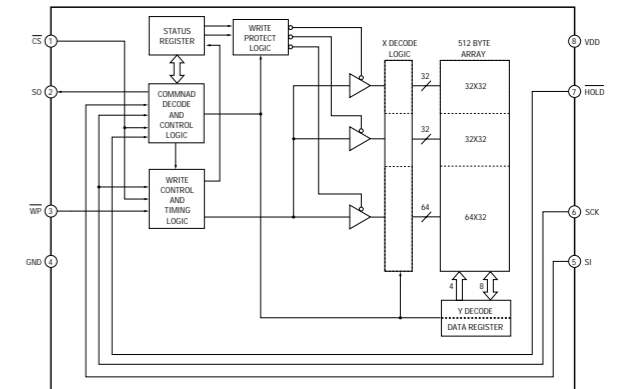 CS 1
SO 2
WP 3
GND 4
8 VDD
7 HOLD
6 SCK
5 SI
STATUS
REGISTER
WRITE
PROTECT
LOGIC
COMMNAD
DECODE
AND
CONTROL
LOGIC
WRITE
CONTROL
AND
TIMING
LOGIC
X DECODE
LOGIC
512 BYTE
ARRAY
32
32X32
32
32X32
64
64X32
4
8
Y DECODE
DATA REGISTER